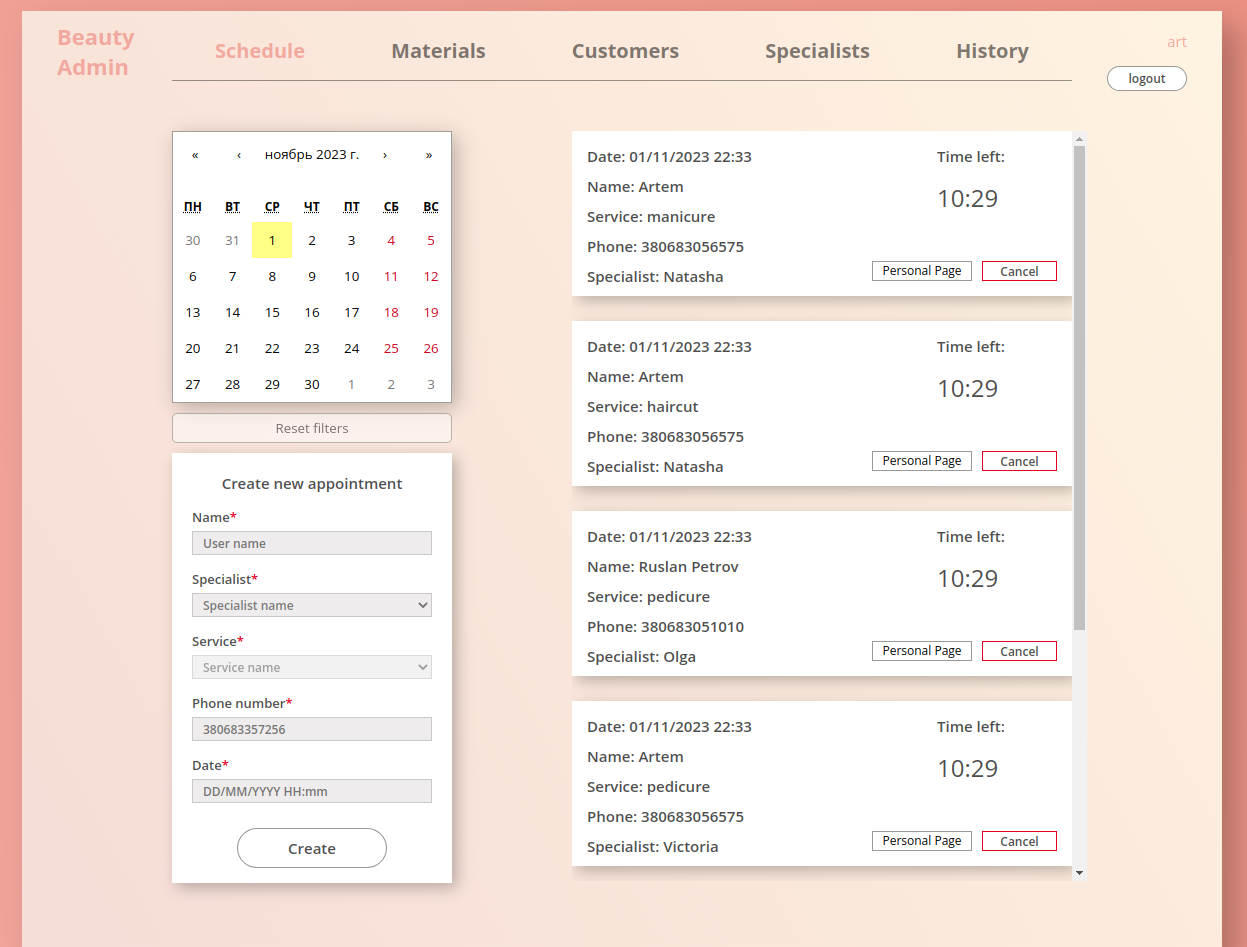 Beauty
Admin
Schedule Materials Customers Specialists History
art
logout
« ‹ ноябрь 2023 г. › »
ПН ВТ СР ЧТ ПТ СБ ВС
30 31 1 2 3 4 5
6 7 8 9 10 11 12
13 14 15 16 17 18 19
20 21 22 23 24 25 26
27 28 29 30 1 2 3
Reset filters
Create new appointment
Name*
User name
Specialist*
Specialist name
Service*
Service name
Phone number*
380683357256
Date*
DD/MM/YYYY HH:mm
Create
Date: 01/11/2023 22:33
Name: Artem
Service: manicure
Phone: 380683056575
Specialist: Natasha
Time left:
10:29
Personal Page Cancel
Date: 01/11/2023 22:33
Name: Artem
Service: haircut
Phone: 380683056575
Specialist: Natasha
Time left:
10:29
Personal Page Cancel
Date: 01/11/2023 22:33
Name: Ruslan Petrov
Service: pedicure
Phone: 380683051010
Specialist: Olga
Time left:
10:29
Personal Page Cancel
Date: 01/11/2023 22:33
Name: Artem
Service: pedicure
Phone: 380683056575
Specialist: Victoria
Time left:
10:29
Personal Page Cancel